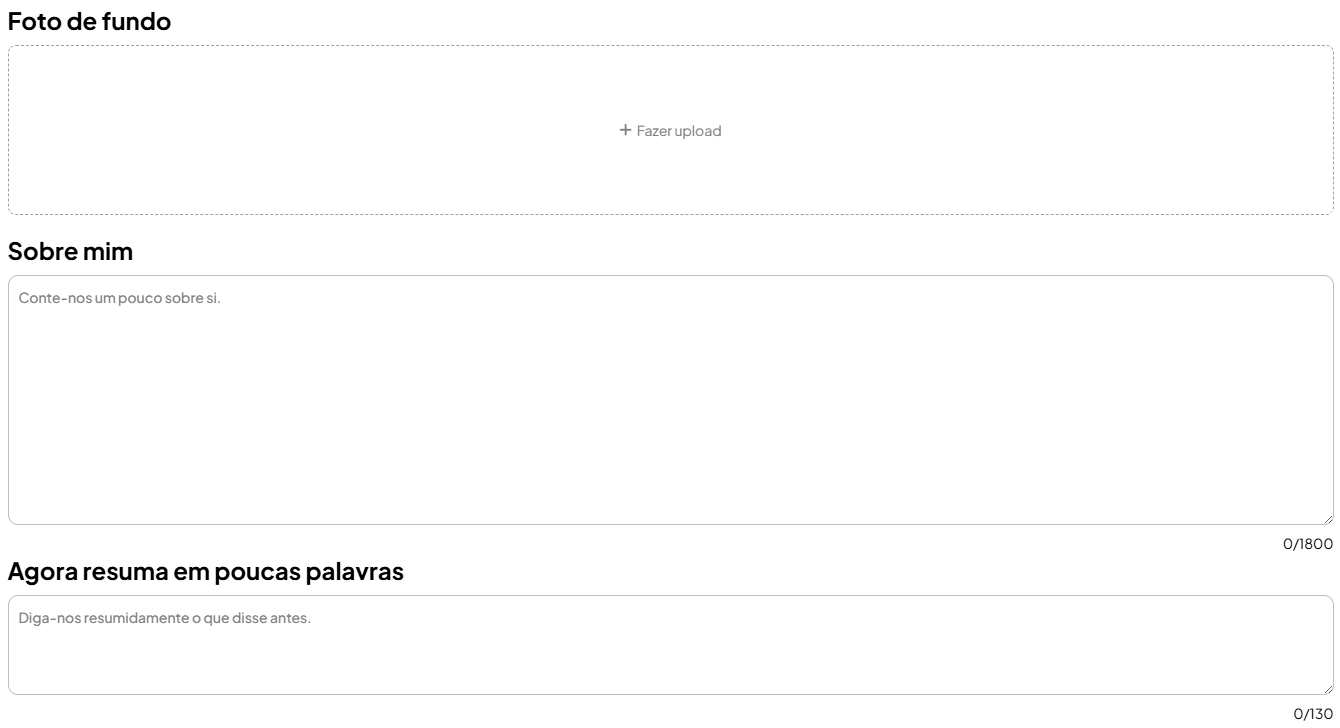 Foto de fundo
+ Fazer upload
Sobre mim
Conte-nos um pouco sobre si.
0/1800
Agora resuma em poucas palavras
Diga-nos resumidamente o que disse antes.
0/130